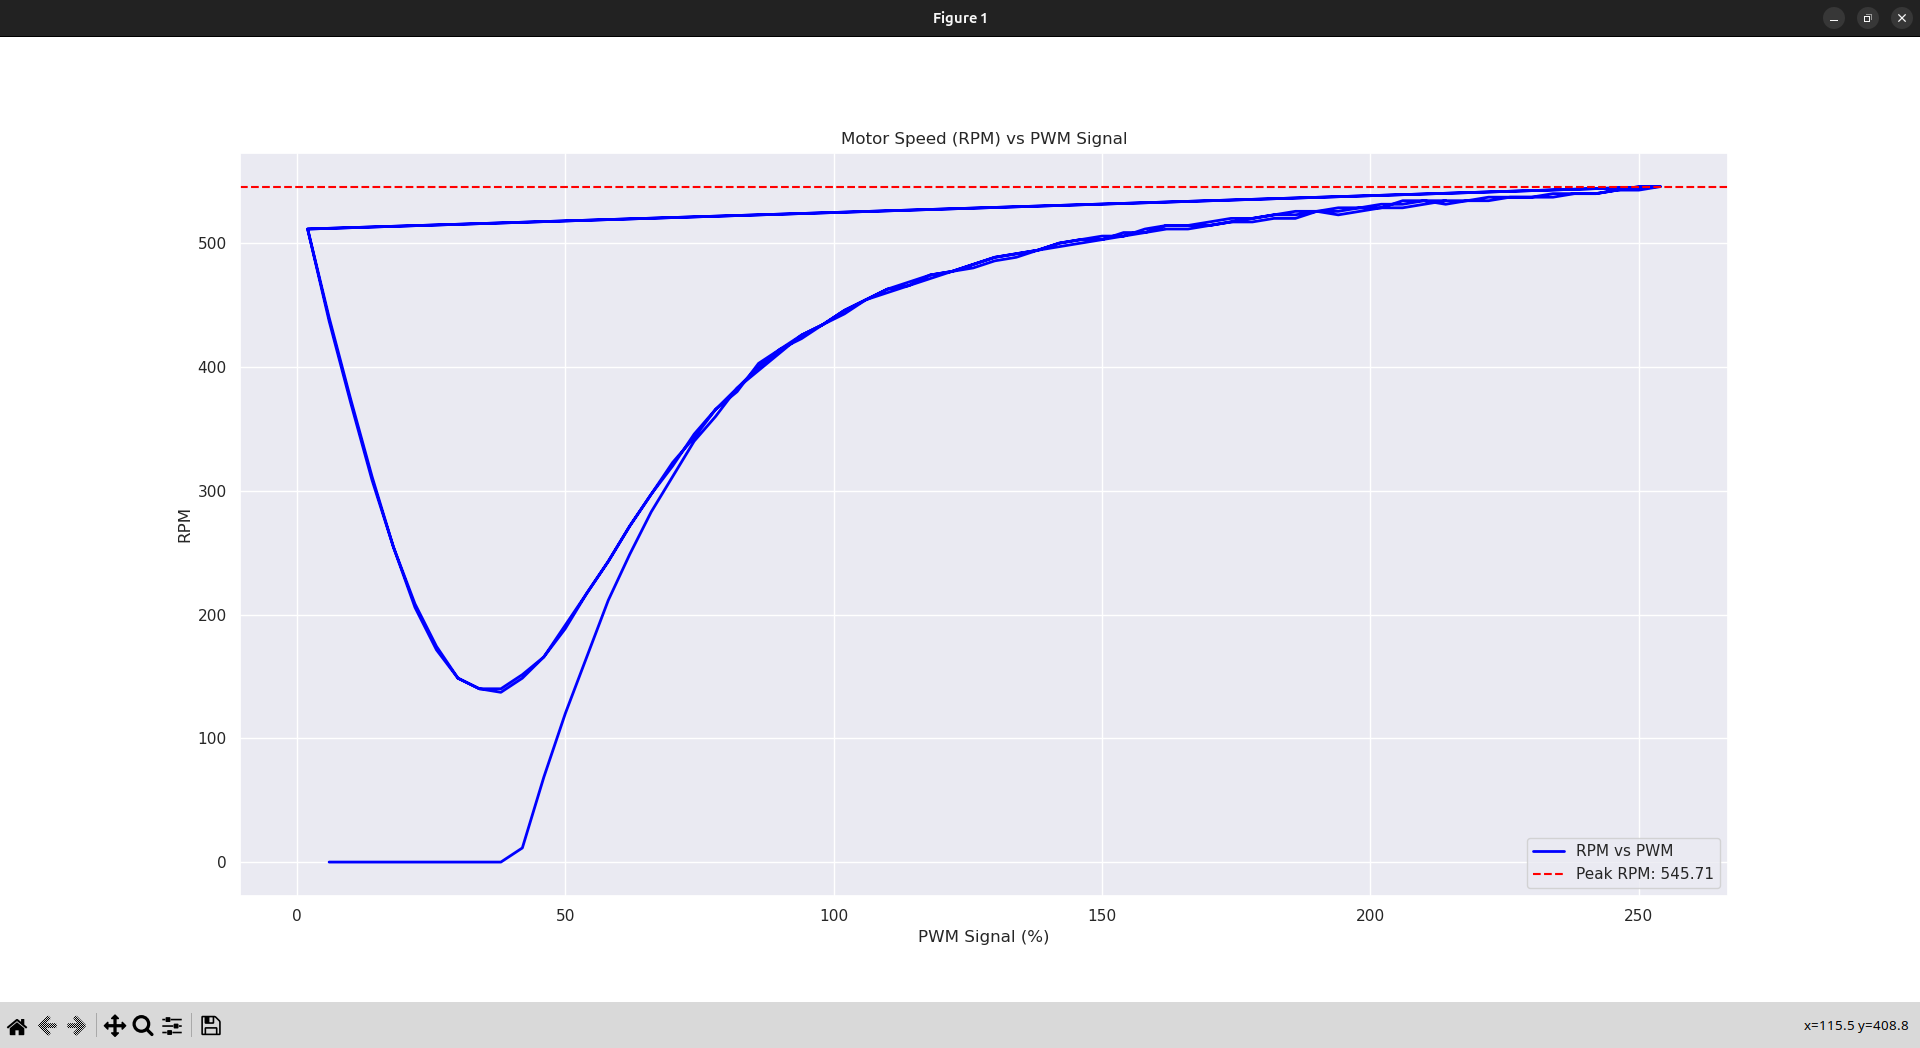 Figure 1
Motor Speed (RPM) vs PWM Signal
RPM
500
400
300
200
100
0
0 50 100 150 200 250
PWM Signal (%)
RPM vs PWM
Peak RPM: 545.71
x=115.5 y=408.8